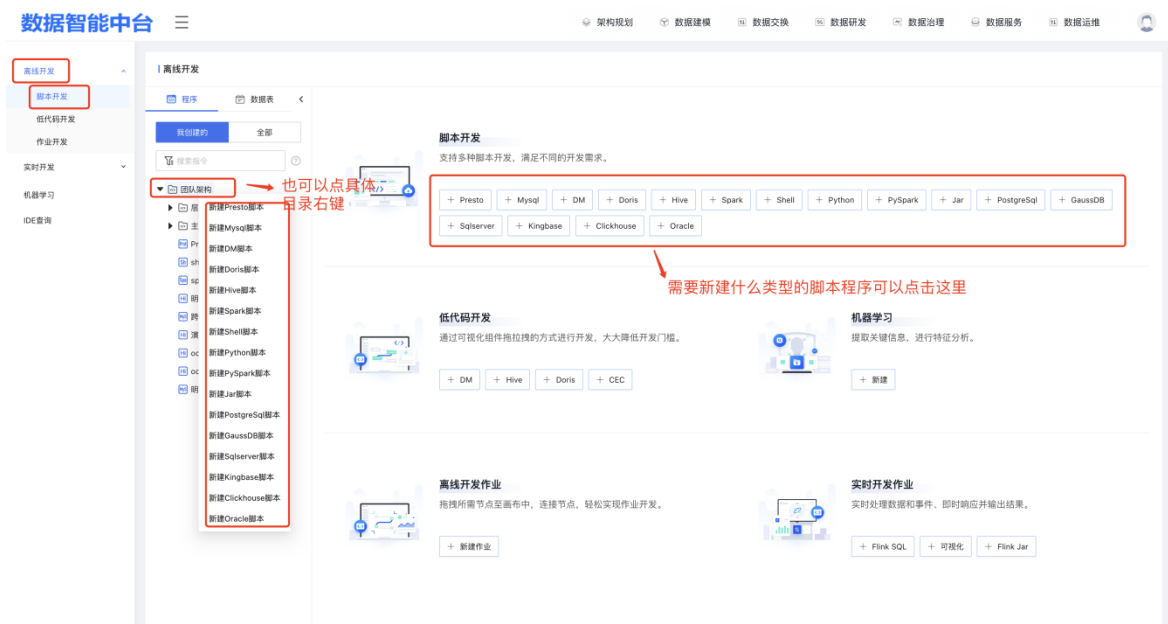 数据智能中台
架构规划 数据建模 数据交换 数据研发 数据治理 数据服务 数据运维
离线开发
脚本开发
低代码开发
作业开发
实时开发
机器学习
IDE查询
离线开发
程序 数据表
我创建的 全部
搜索指令
团队架构
也可以点具体
目录右键
层
主
Pr
sh
sp
明
跨
演
oc
oc
明
新建Presto脚本
新建Mysql脚本
新建DM脚本
新建Doris脚本
新建Hive脚本
新建Spark脚本
新建Shell脚本
新建Python脚本
新建PySpark脚本
新建Jar脚本
新建PostgreSql脚本
新建GaussDB脚本
新建Sqlserver脚本
新建Kingbase脚本
新建Clickhouse脚本
新建Oracle脚本
脚本开发
支持多种脚本开发，满足不同的开发需求。
+ Presto + Mysql + DM + Doris + Hive + Spark + Shell + Python + PySpark + Jar + PostgreSql + GaussDB
+ Sqlserver + Kingbase + Clickhouse + Oracle
需要新建什么类型的脚本程序可以点击这里
低代码开发
通过可视化组件拖拉拽的方式进行开发，大大降低开发门槛。
+ DM + Hive + Doris + CEC
机器学习
提取关键信息，进行特征分析。
+ 新建
离线开发作业
拖拽所需节点至画布中，连接节点，轻松实现作业开发。
+ 新建作业
实时开发作业
实时处理数据和事件、即时响应并输出结果。
+ Flink SQL + 可视化 + Flink Jar